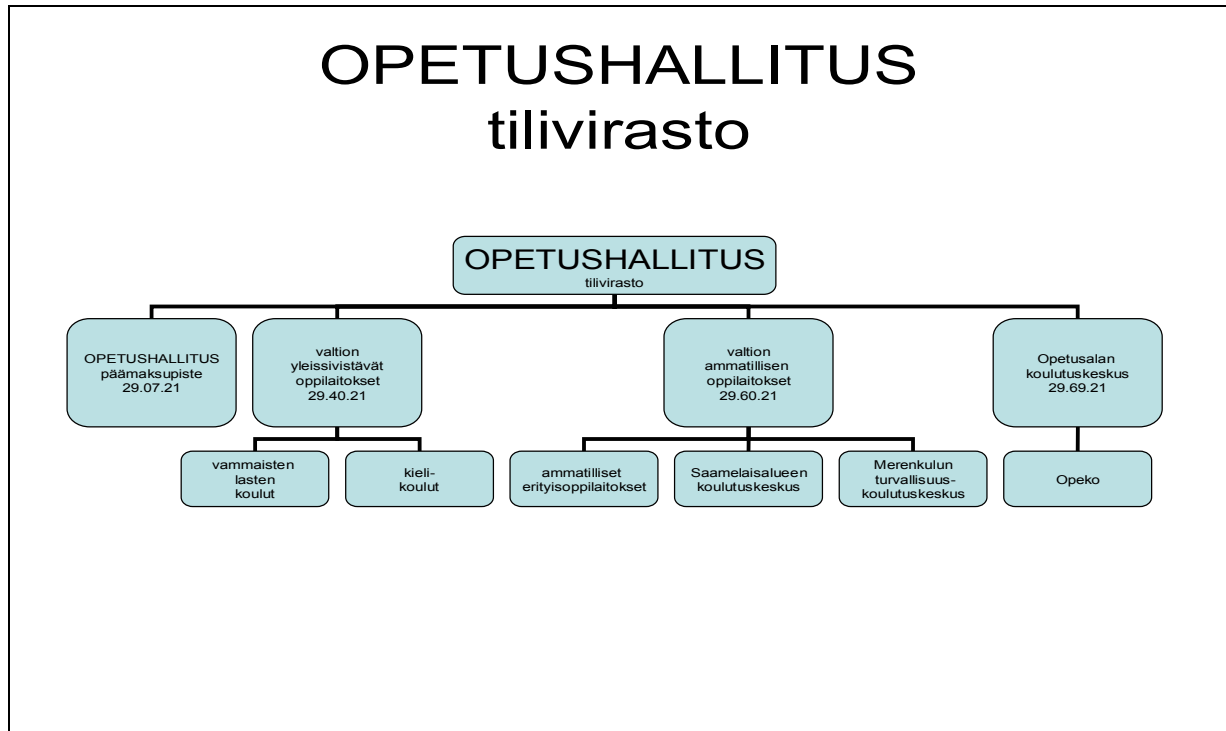 OPETUSHALLITUS
tilivirasto
OPETUSHALLITUS
tilivirasto
OPETUSHALLITUS
päämaksupiste
29.07.21
valtion
yleissivistävät
oppilaitokset
29.40.21
valtion
ammatillisen
oppilaitokset
29.60.21
Opetusalan
koulutuskeskus
29.69.21
vammaisten
lasten
koulut
kieli-
koulut
ammatilliset
erityisoppilaitokset
Saamelaisalueen
koulutuskeskus
Merenkulun
turvallisuus-
koulutuskeskus
Opeko